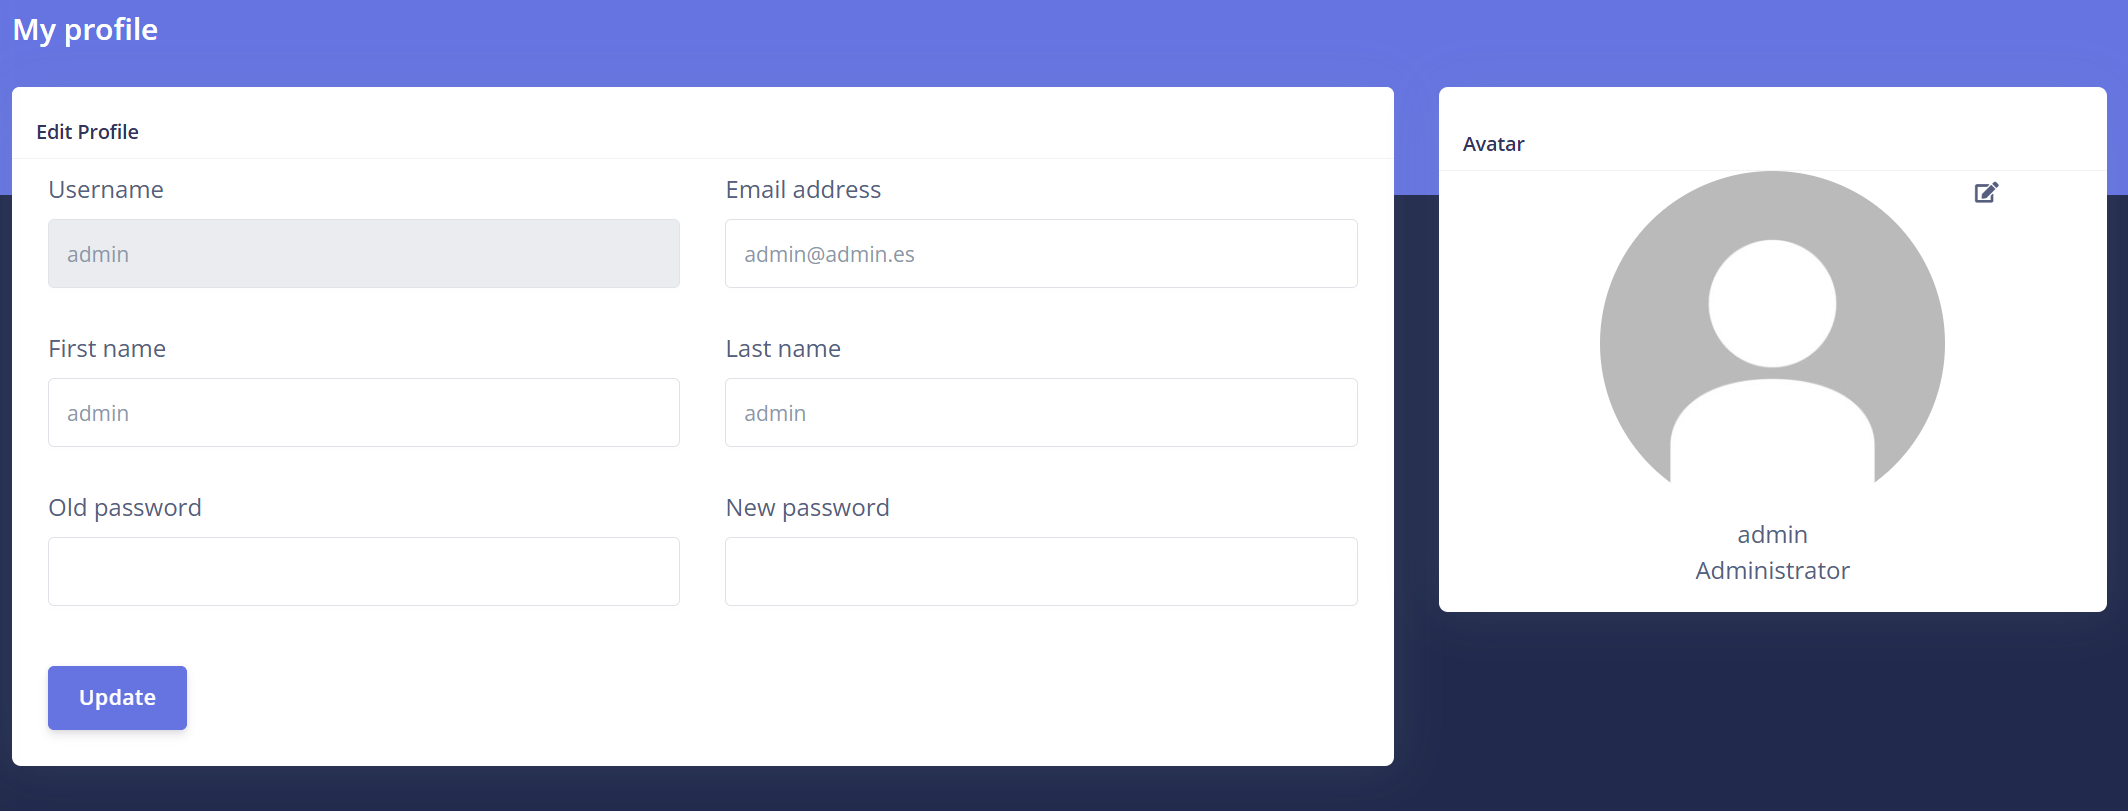 My profile
Edit Profile
Username
Email address
admin
admin@admin.es
First name
Last name
admin
admin
Old password
New password
Update
Avatar
admin
Administrator